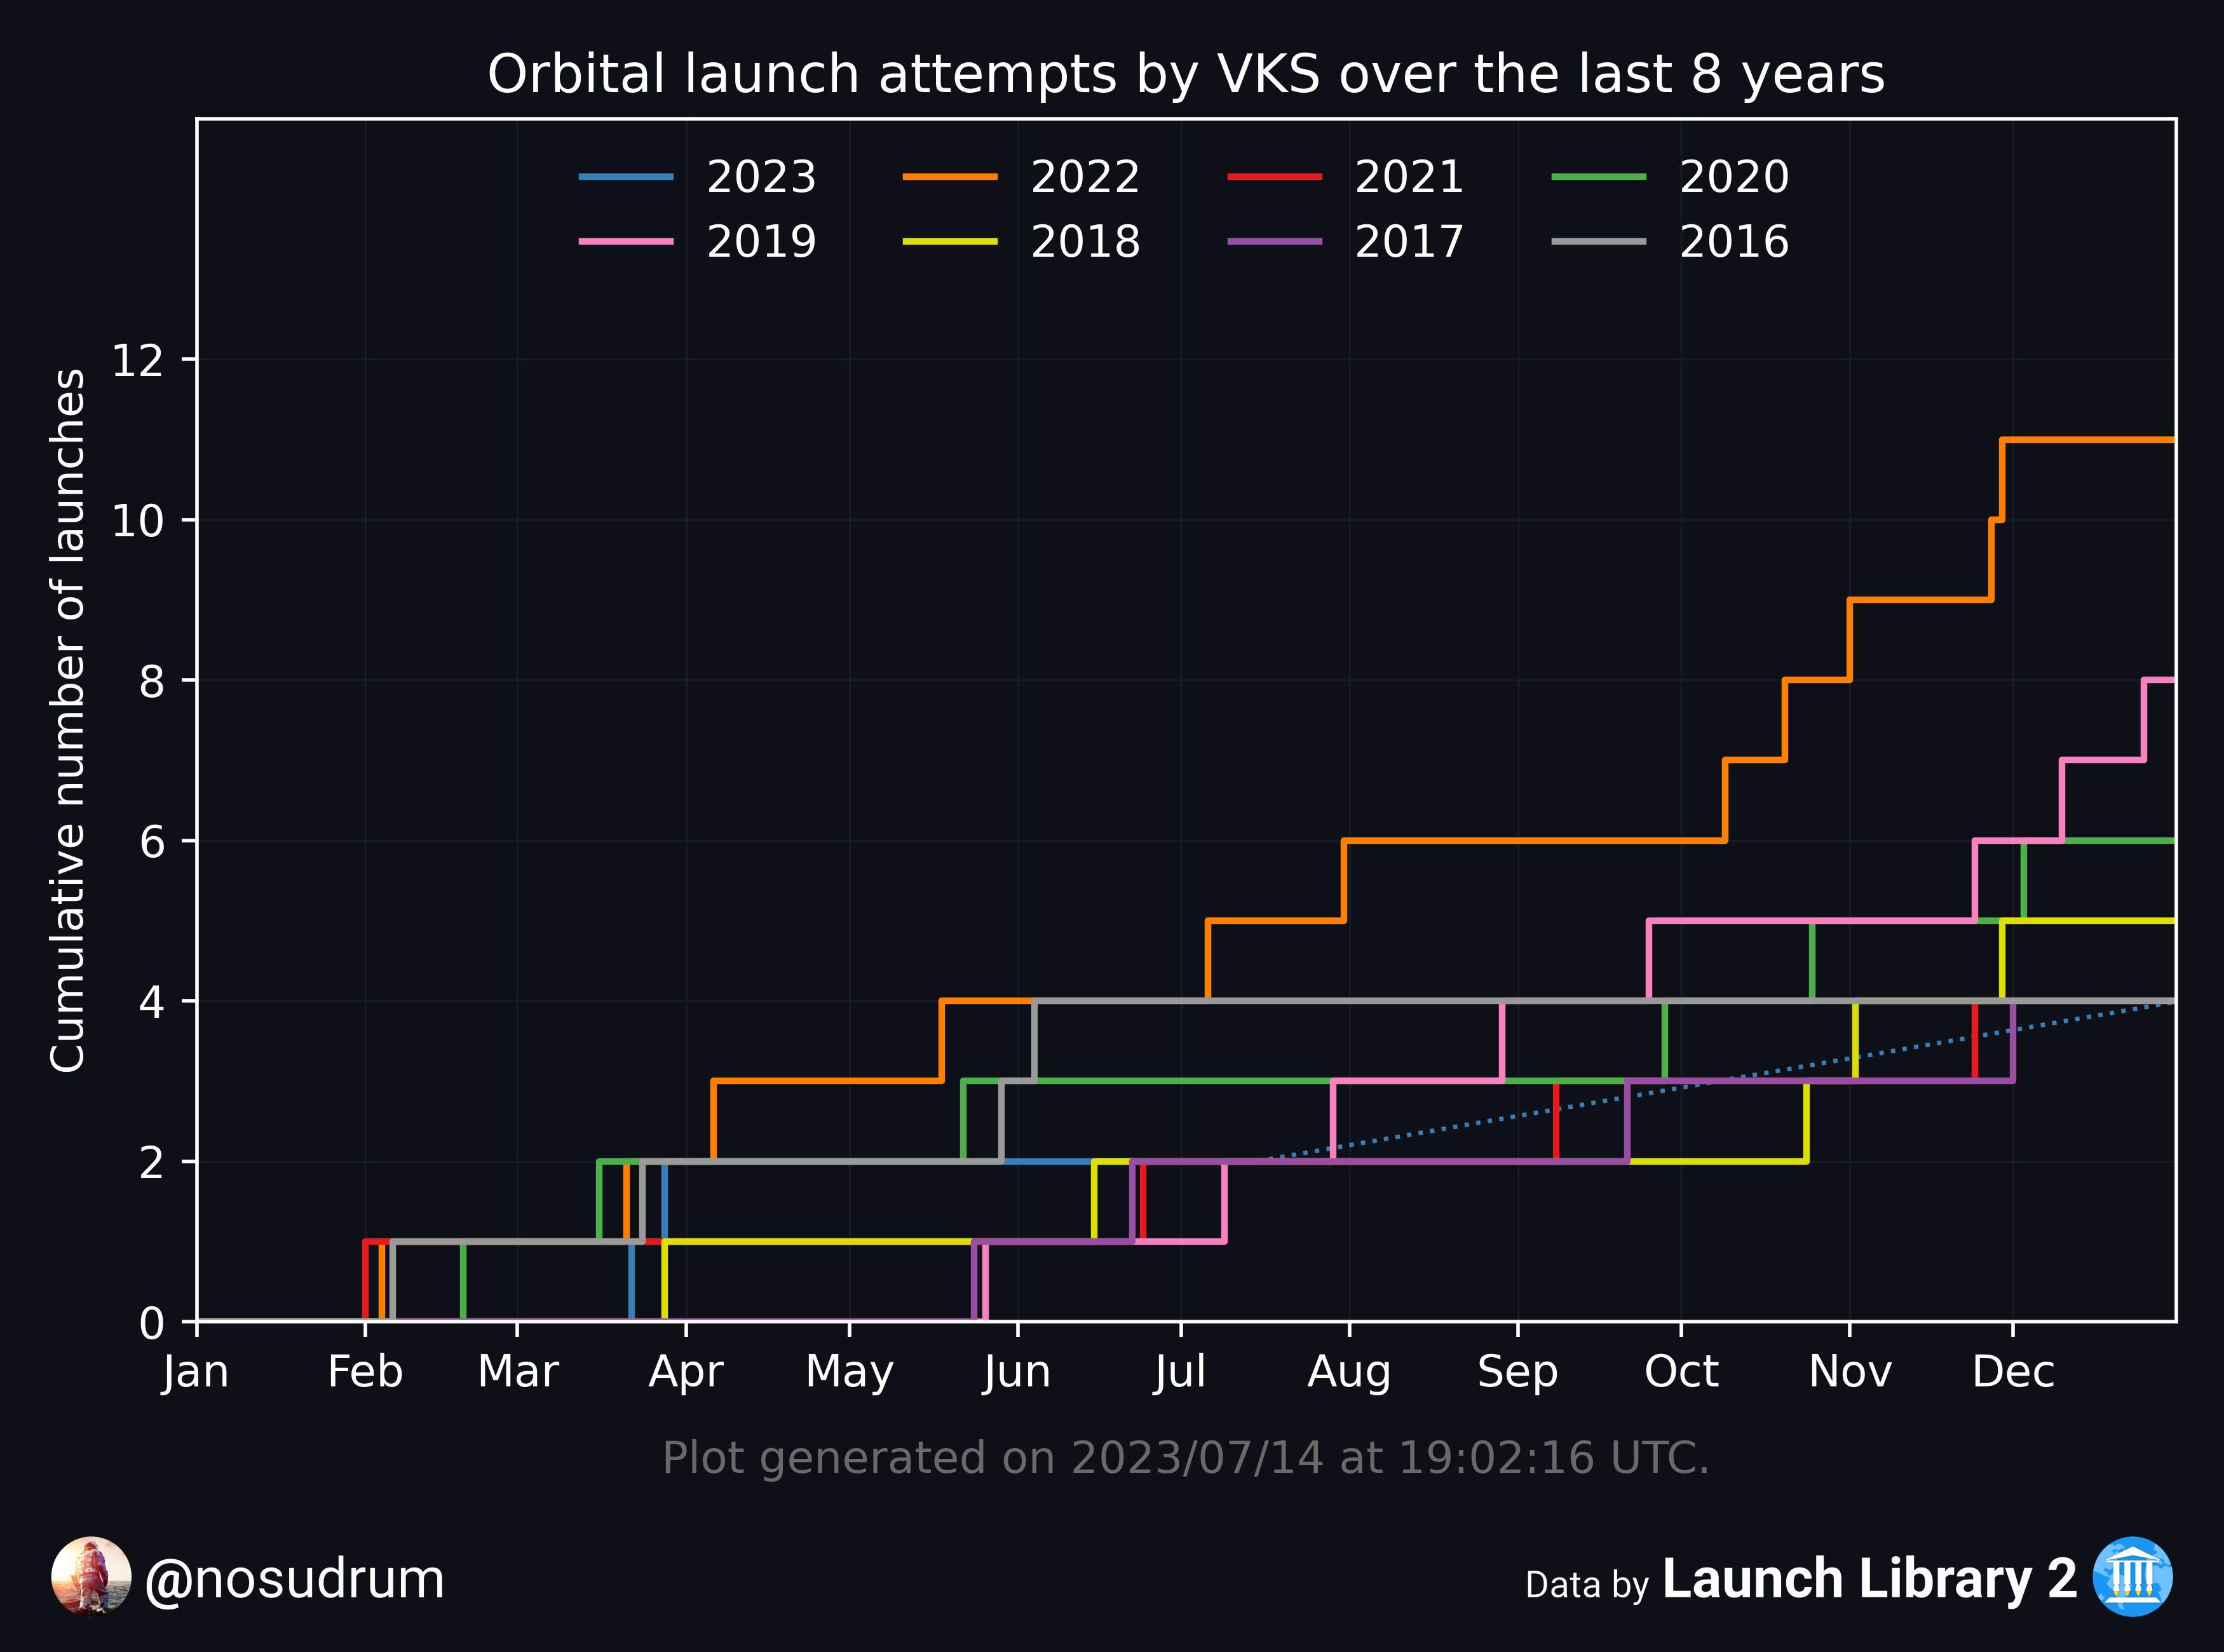 Orbital launch attempts by VKS over the last 8 years
2023 2022 2021 2020
2019 2018 2017 2016
Cumulative number of launches
12
10
8
6
4
2
0
Jan Feb Mar Apr May Jun Jul Aug Sep Oct Nov Dec
Plot generated on 2023/07/14 at 19:02:16 UTC.
@nosudrum
Data by Launch Library 2